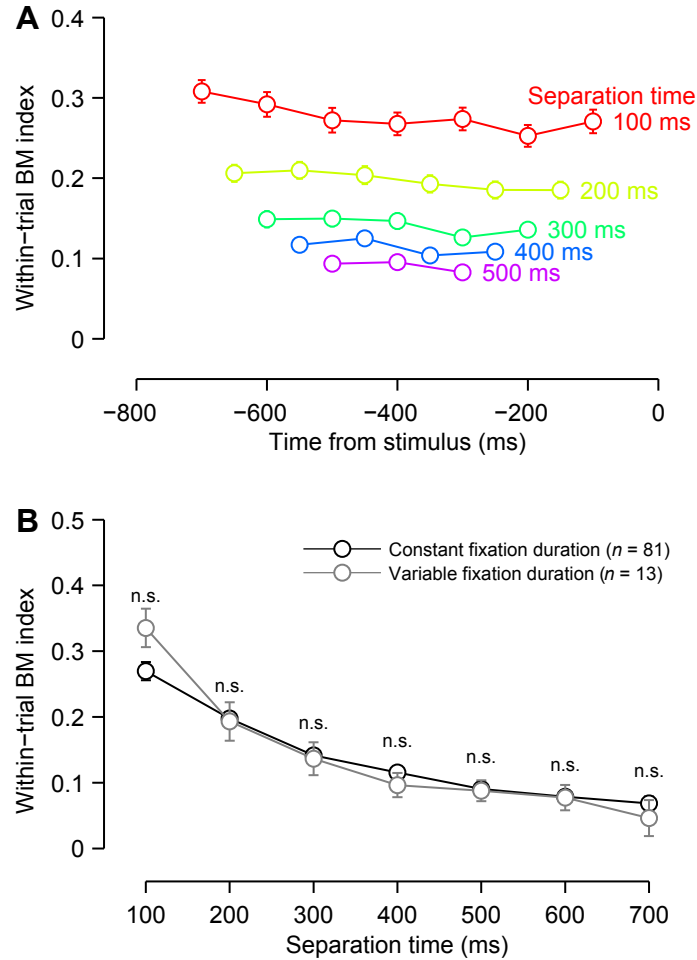 A
0.4
0.3
0.2
0.1
0
Within−trial BM index
Separation time
100 ms
200 ms
300 ms
400 ms
500 ms
−800
−600
−400
−200
0
Time from stimulus (ms)
B
0.5
0.4
0.3
0.2
0.1
0
Within−trial BM index
Constant fixation duration (n = 81)
Variable fixation duration (n = 13)
n.s.
n.s.
n.s.
n.s.
n.s.
n.s.
n.s.
100
200
300
400
500
600
700
Separation time (ms)